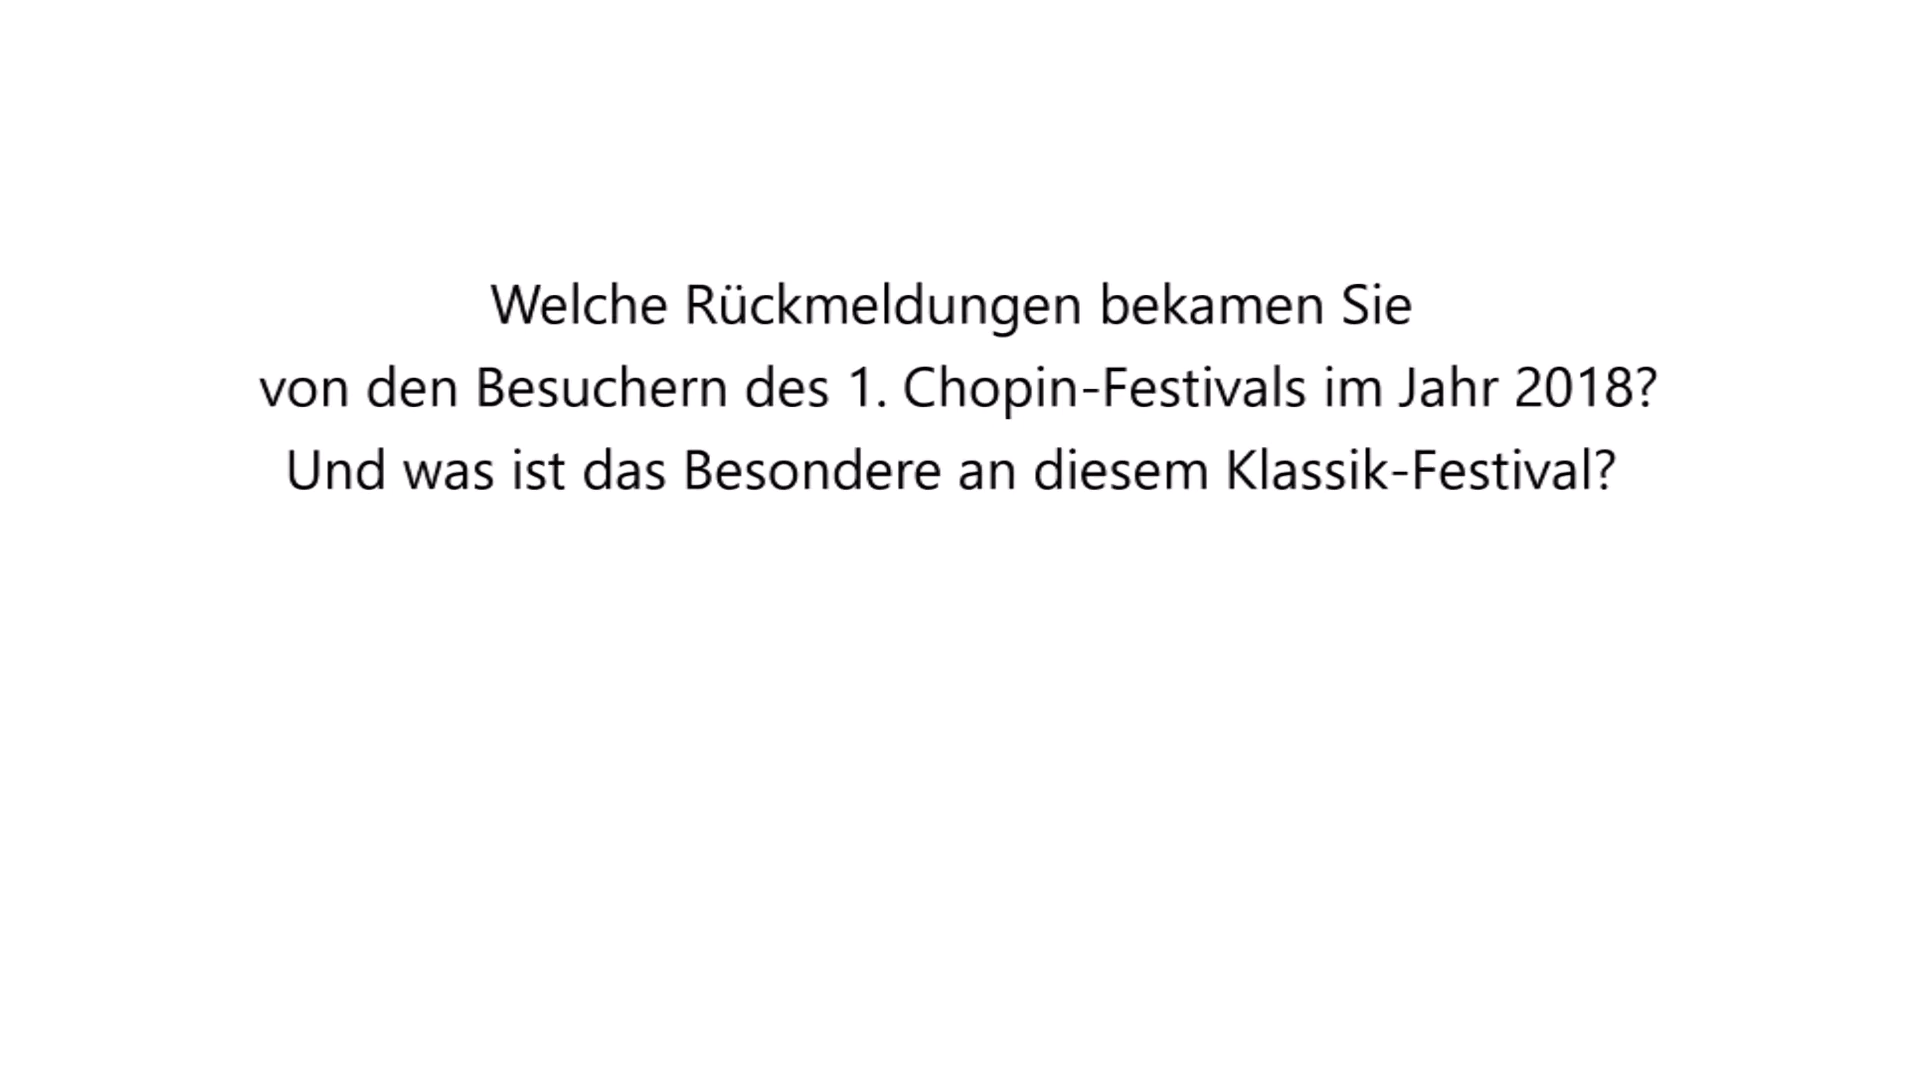 Welche Rückmeldungen bekamen Sie
von den Besuchern des 1. Chopin-Festivals im Jahr 2018?
Und was ist das Besondere an diesem Klassik-Festival?